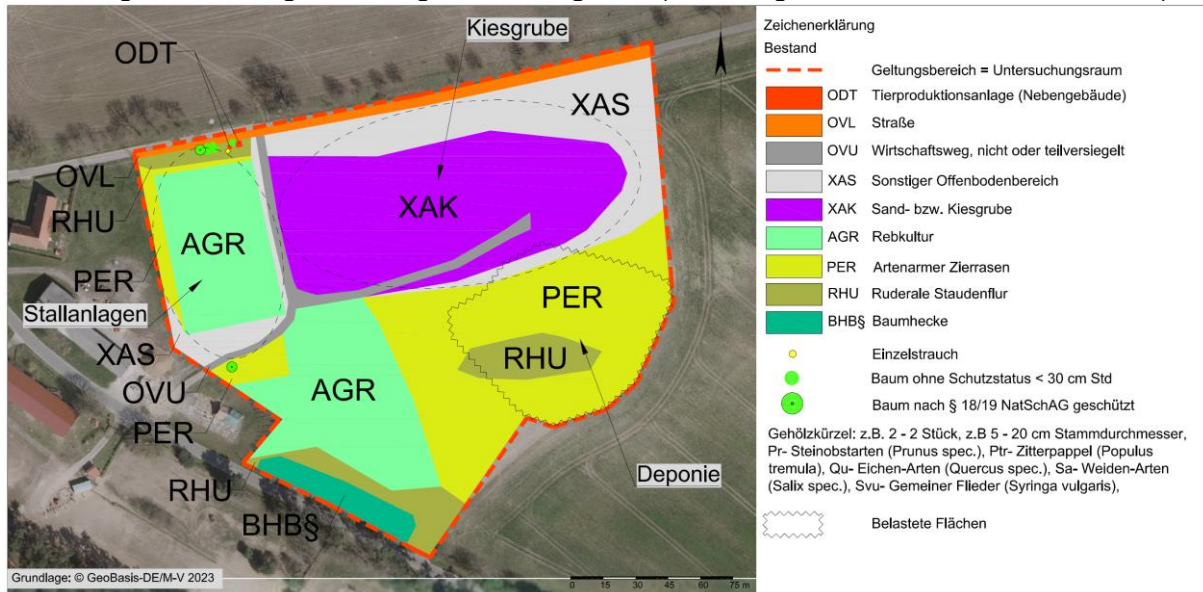 Kiesgrube
ODT
XAS
OVL
RHU
XAK
AGR
PER
PER
Stallanlagen
RHU
XAS
OVU
AGR
PER
RHU
Deponie
BHB§
Grundlage: © GeoBasis-DE/M-V 2023
0 15 30 45 60 75 m
Zeichenerklärung
Bestand
Geltungsbereich = Untersuchungsraum
ODT Tierproduktionsanlage (Nebengebäude)
OVL Straße
OVU Wirtschaftsweg, nicht oder teilversiegelt
XAS Sonstiger Offenbodenbereich
XAK Sand- bzw. Kiesgrube
AGR Rebkultur
PER Artenarmer Zierrasen
RHU Ruderale Staudenflur
BHB§ Baumhecke
Einzelstrauch
Baum ohne Schutzstatus < 30 cm Std
Baum nach § 18/19 NatSchAG geschützt
Gehölzkürzel: z.B. 2 - 2 Stück, z.B 5 - 20 cm Stammdurchmesser,
Pr- Steinobstarten (Prunus spec.), Ptr- Zitterpappel (Populus
tremula), Qu- Eichen-Arten (Quercus spec.), Sa- Weiden-Arten
(Salix spec.), Svu- Gemeiner Flieder (Syringa vulgaris),
Belastete Flächen